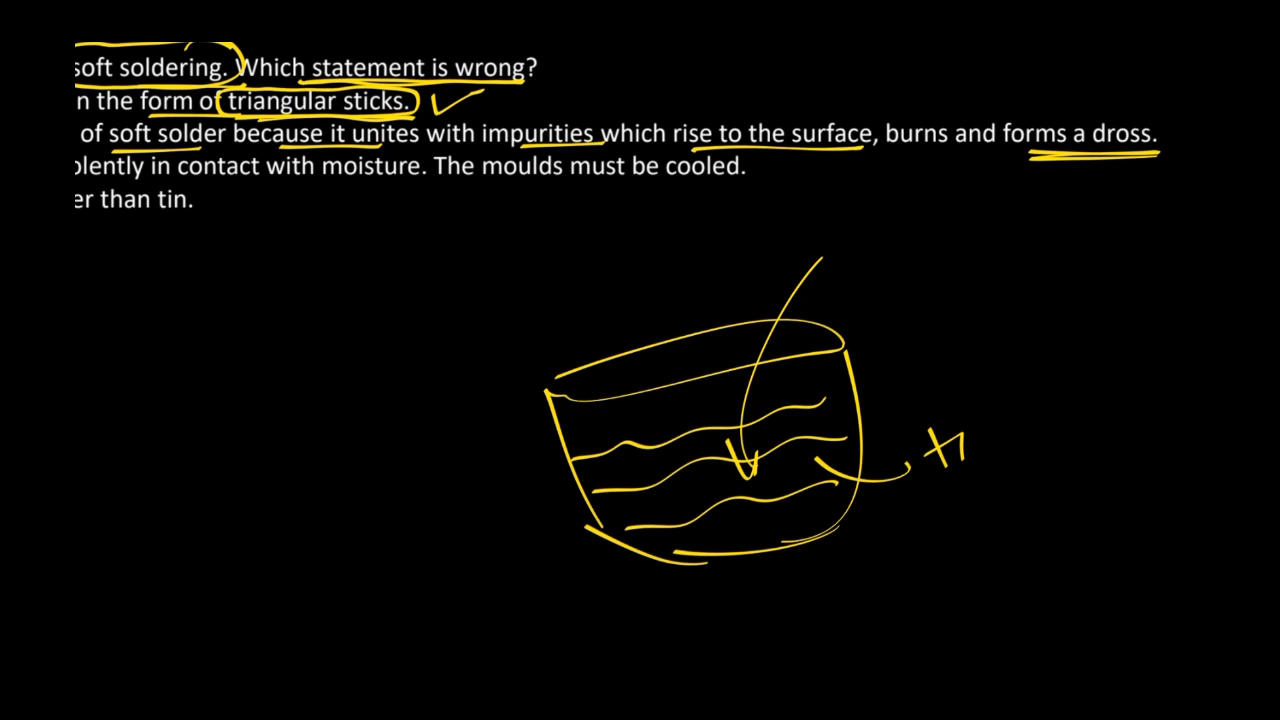 soft soldering. Which statement is wrong?
n the form of triangular sticks.
of soft solder because it unites with impurities which rise to the surface, burns and forms a dross.
olently in contact with moisture. The moulds must be cooled.
er than tin.